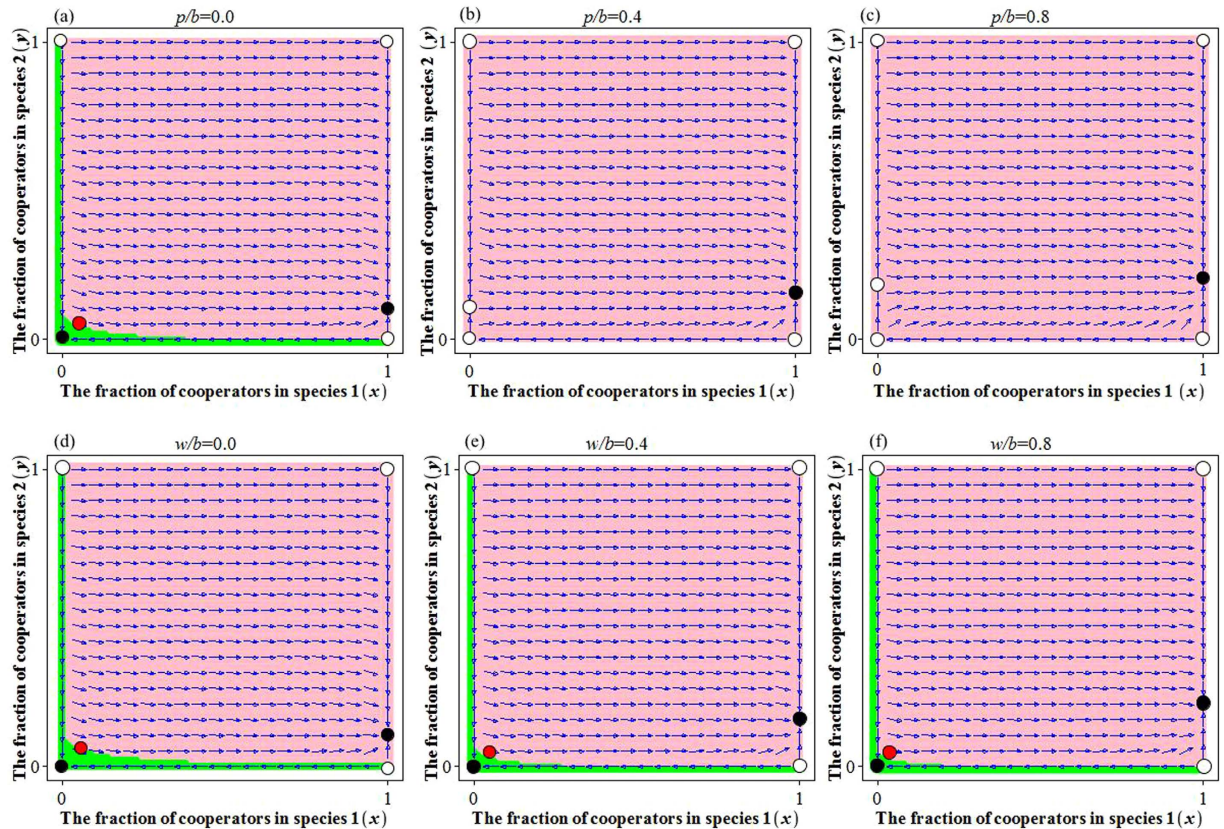 (a) p/b=0.0
(b) p/b=0.4
(c) p/b=0.8
The fraction of cooperators in species 2 (y)
1
0
0 1
The fraction of cooperators in species 1 (x)
The fraction of cooperators in species 2 (y)
1
0
0 1
The fraction of cooperators in species 1 (x)
The fraction of cooperators in species 2 (y)
1
0
0 1
The fraction of cooperators in species 1 (x)
(d) w/b=0.0
(e) w/b=0.4
(f) w/b=0.8
The fraction of cooperators in species 2 (y)
1
0
0 1
The fraction of cooperators in species 1 (x)
The fraction of cooperators in species 2 (y)
1
0
0 1
The fraction of cooperators in species 1 (x)
The fraction of cooperators in species 2 (y)
1
0
0 1
The fraction of cooperators in species 1 (x)